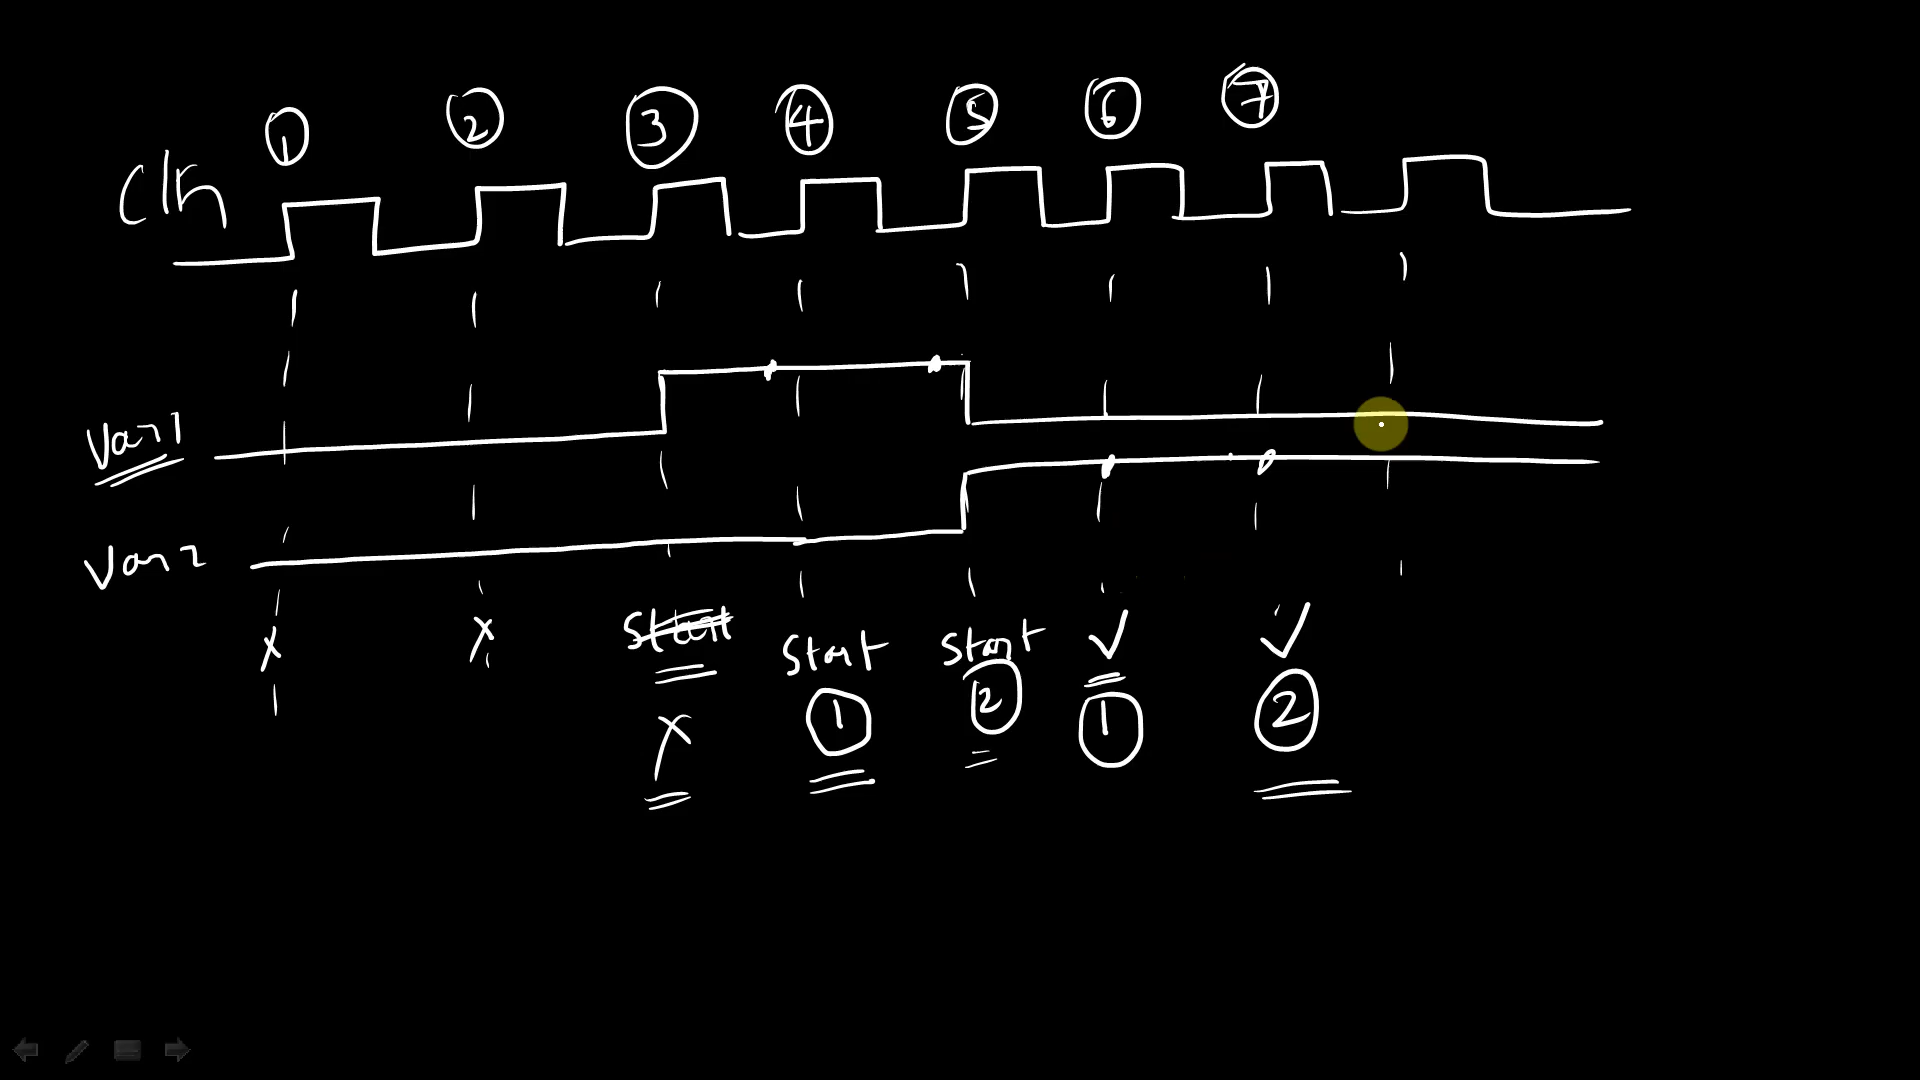 1 2 3 4 5 6 7
Clk
Var1
Var2
x x Start Start Start ✓ ✓
x 1 2 1 2